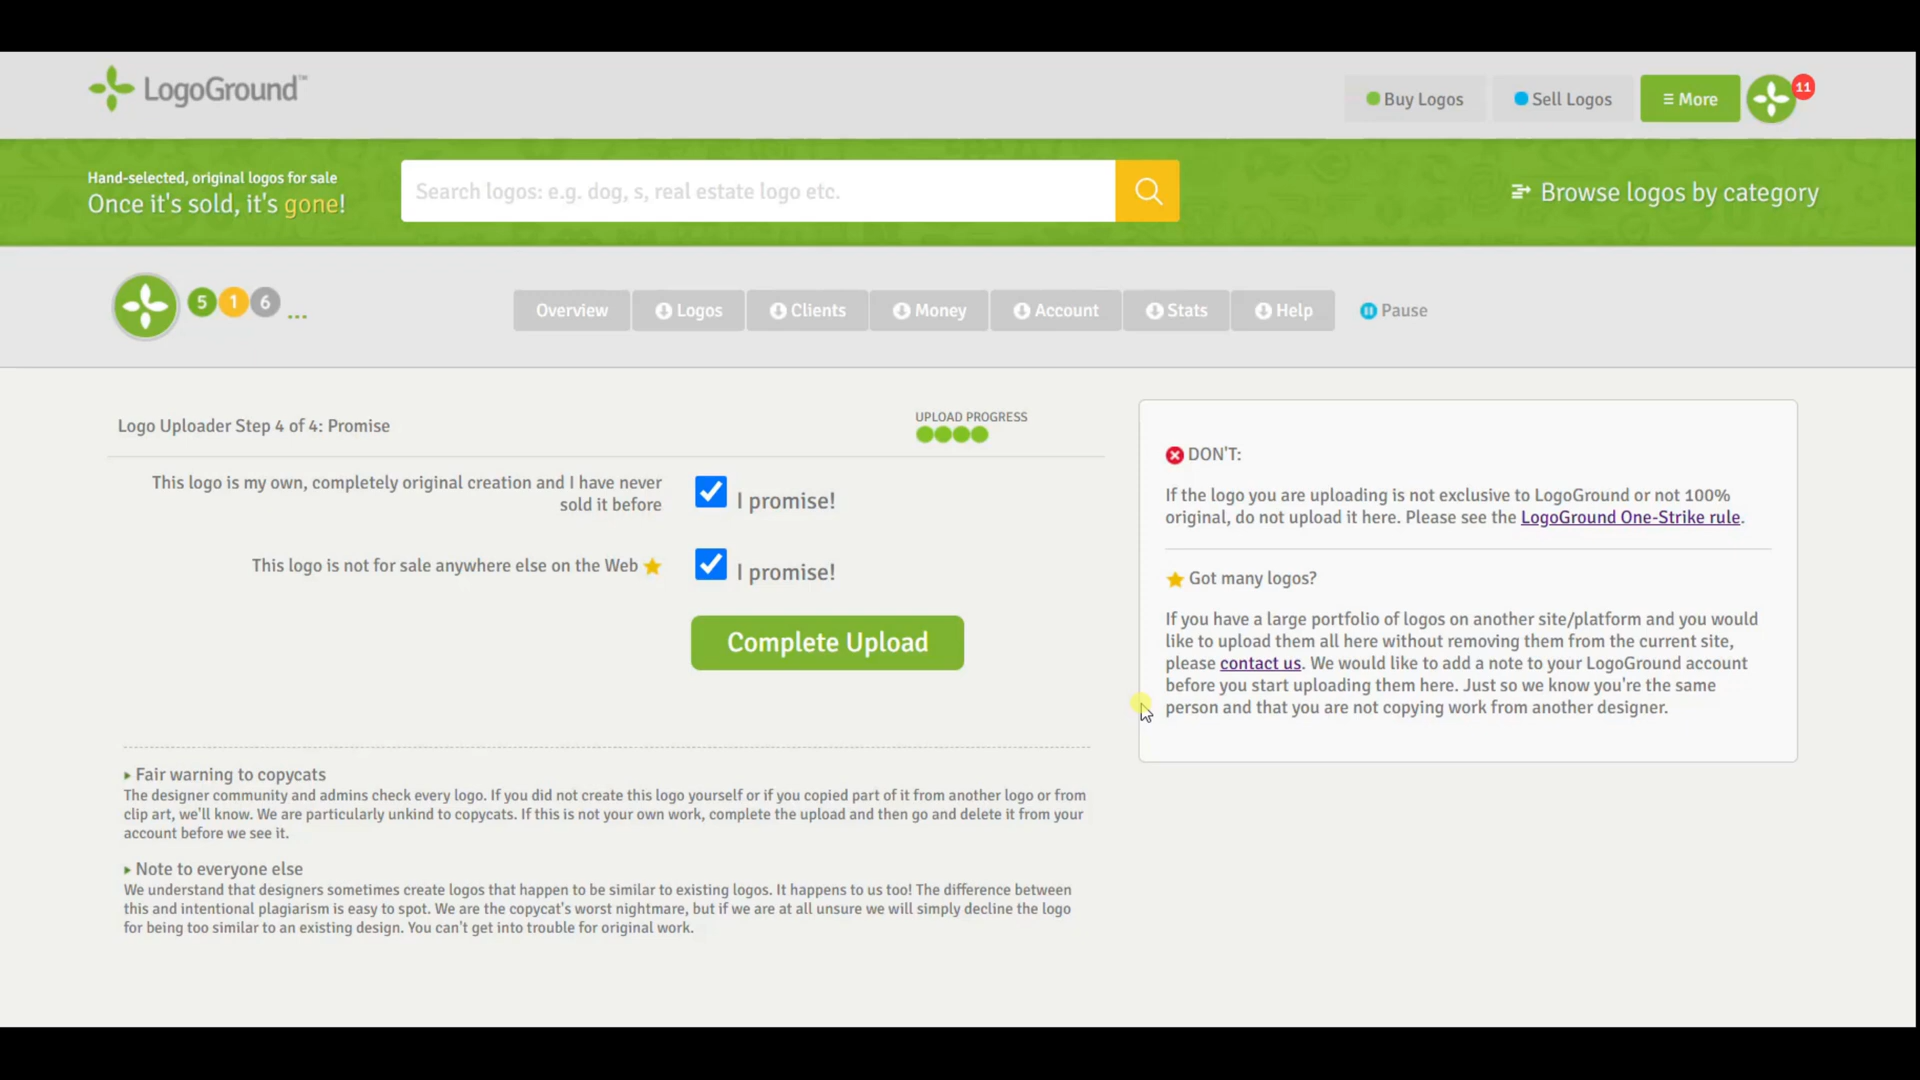 LogoGround™
Buy Logos
Sell Logos
≡ More
11
Hand-selected, original logos for sale
Once it's sold, it's gone!
Search logos: e.g. dog, s, real estate logo etc.
Browse logos by category
5 1 6 ...
Overview
Logos
Clients
Money
Account
Stats
Help
Pause
Logo Uploader Step 4 of 4: Promise
UPLOAD PROGRESS
This logo is my own, completely original creation and I have never
sold it before
I promise!
This logo is not for sale anywhere else on the Web
I promise!
Complete Upload
DON'T:
If the logo you are uploading is not exclusive to LogoGround or not 100%
original, do not upload it here. Please see the LogoGround One-Strike rule.
Got many logos?
If you have a large portfolio of logos on another site/platform and you would
like to upload them all here without removing them from the current site,
please contact us. We would like to add a note to your LogoGround account
before you start uploading them here. Just so we know you're the same
person and that you are not copying work from another designer.
Fair warning to copycats
The designer community and admins check every logo. If you did not create this logo yourself or if you copied part of it from another logo or from
clip art, we'll know. We are particularly unkind to copycats. If this is not your own work, complete the upload and then go and delete it from your
account before we see it.
Note to everyone else
We understand that designers sometimes create logos that happen to be similar to existing logos. It happens to us too! The difference between
this and intentional plagiarism is easy to spot. We are the copycat's worst nightmare, but if we are at all unsure we will simply decline the logo
for being too similar to an existing design. You can't get into trouble for original work.